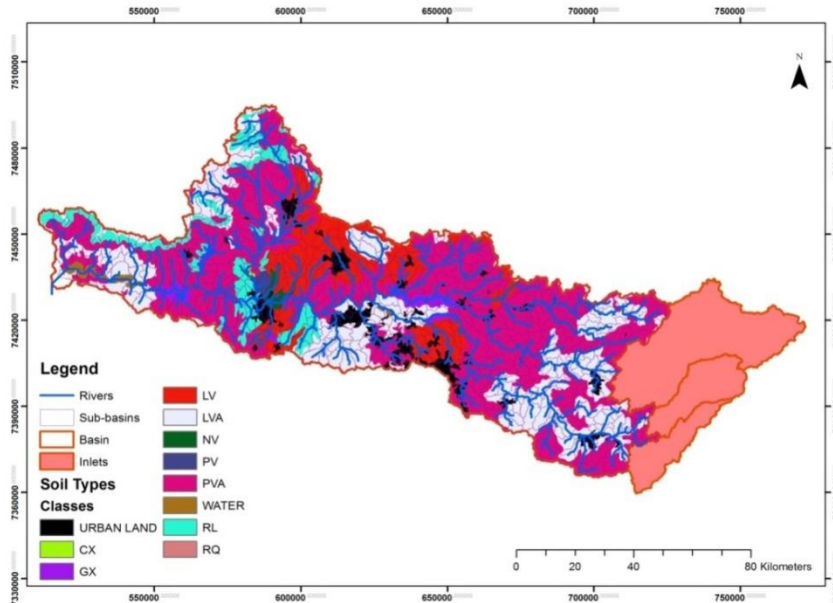 550000 600000 650000 700000 750000
N
7510000
7480000
7450000
7420000
7390000
7360000
7330000
Legend
Rivers
Sub-basins
Basin
Inlets
Soil Types
Classes
URBAN LAND
CX
GX
LV
LVA
NV
PV
PVA
WATER
RL
RQ
0 20 40 80 Kilometers
550000 600000 650000 700000 750000